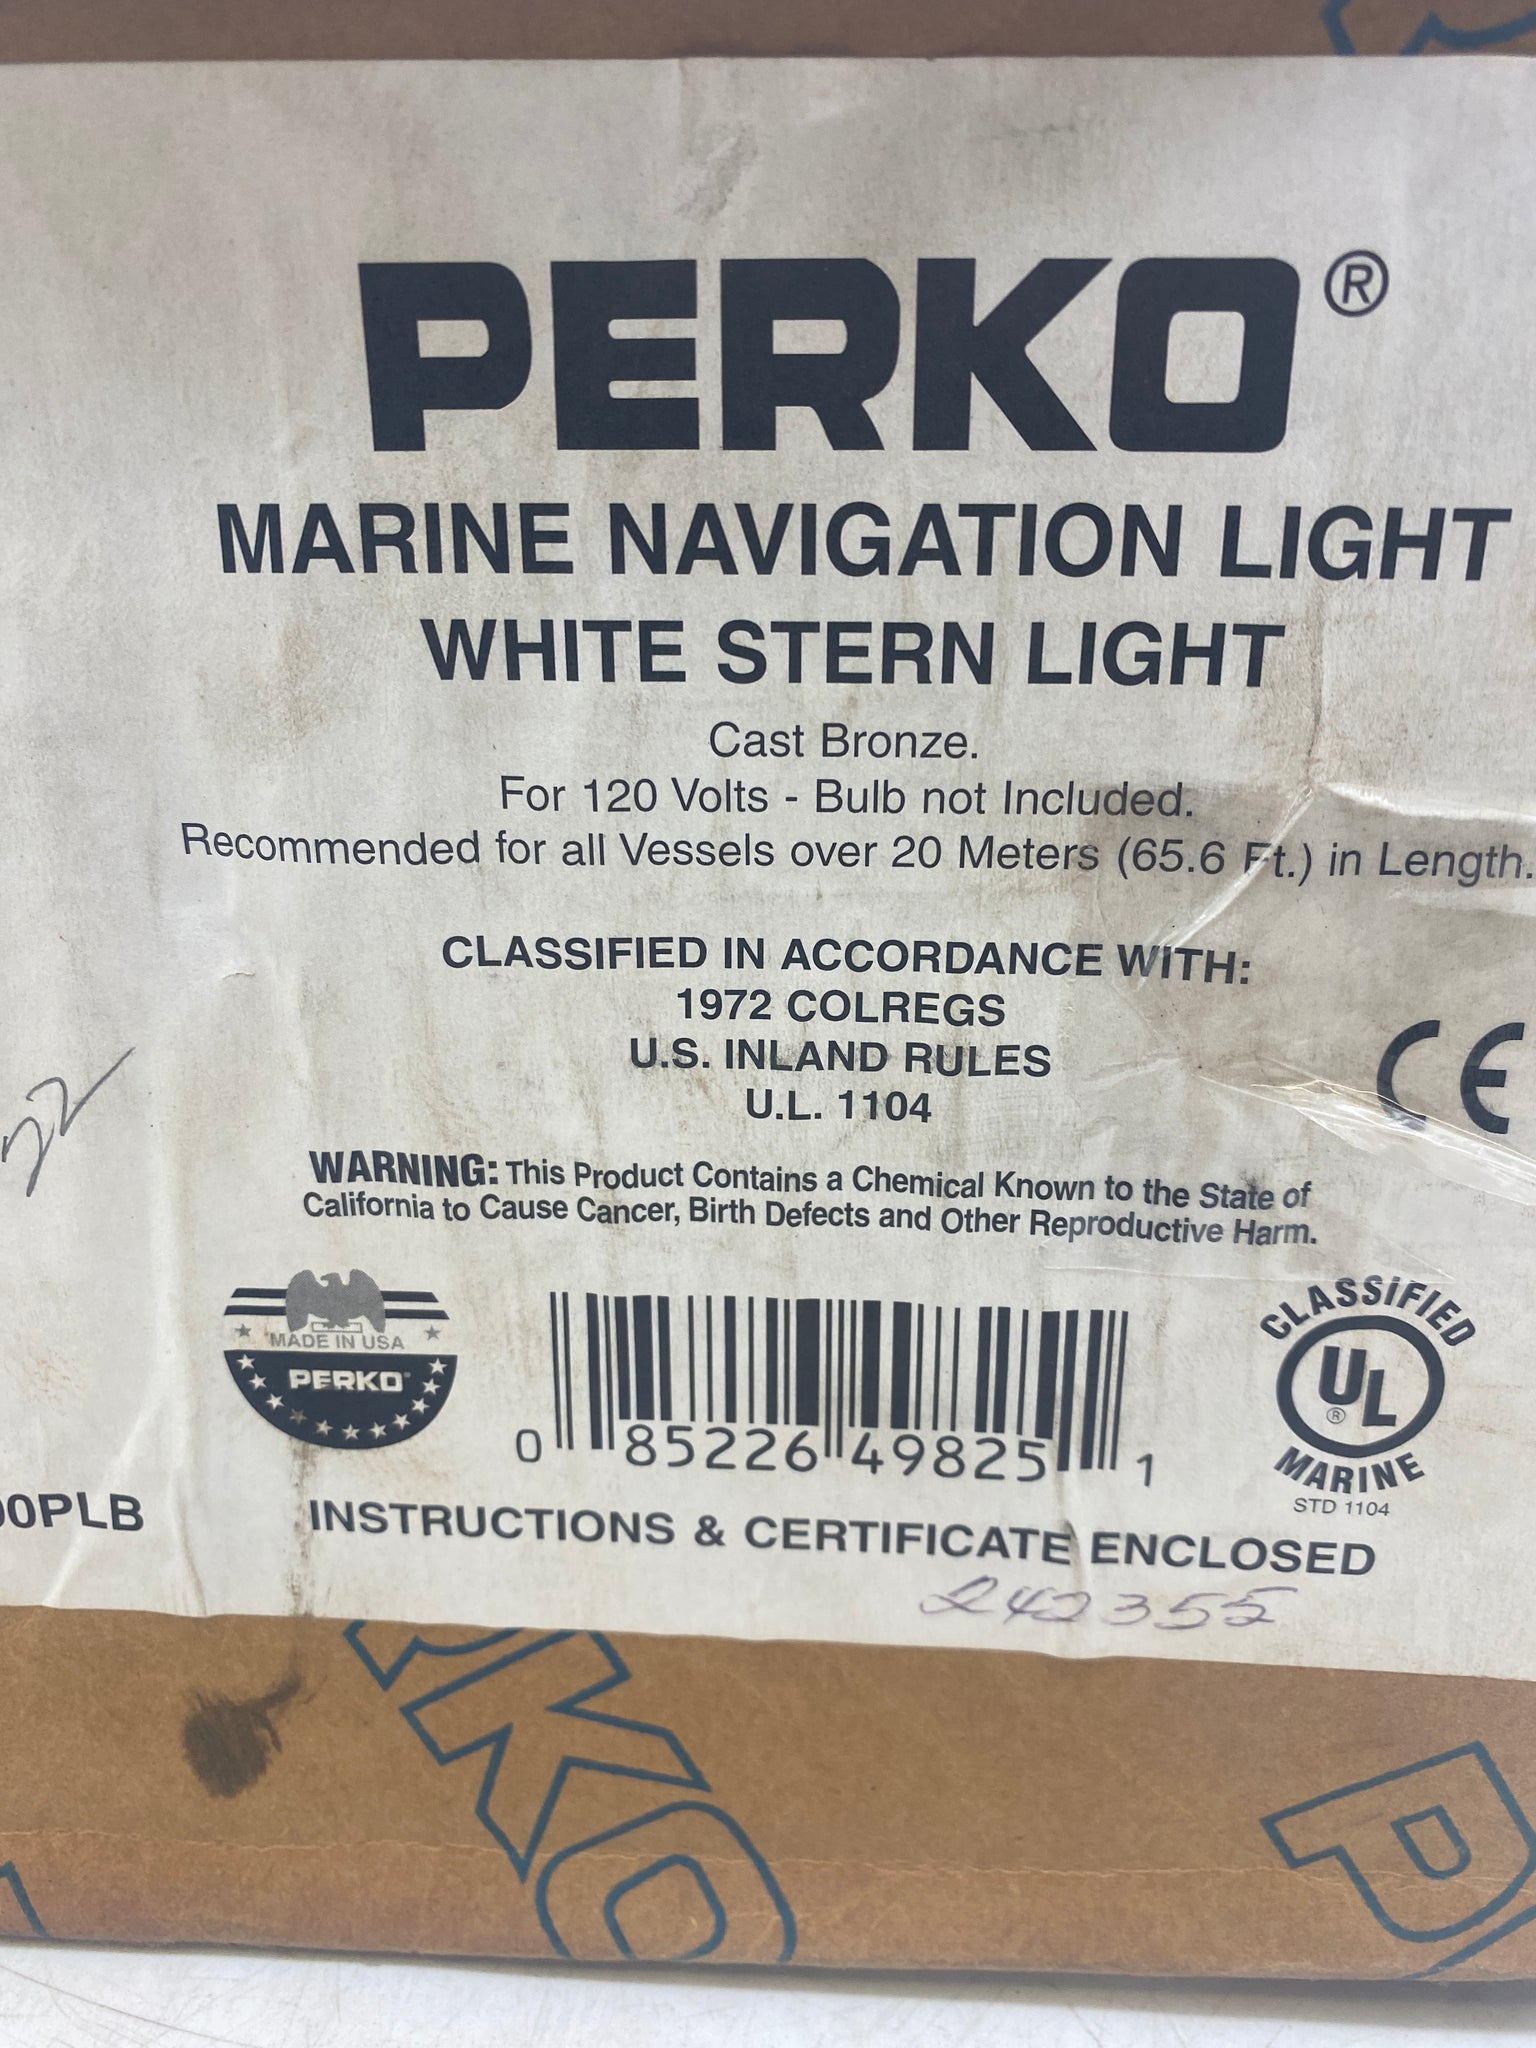 PERKO®
MARINE NAVIGATION LIGHT
WHITE STERN LIGHT
Cast Bronze.
For 120 Volts - Bulb not Included.
Recommended for all Vessels over 20 Meters (65.6 Ft.) in Length.
CLASSIFIED IN ACCORDANCE WITH:
1972 COLREGS
U.S. INLAND RULES
U.L. 1104
CE
22
WARNING: This Product Contains a Chemical Known to the State of
California to Cause Cancer, Birth Defects and Other Reproductive Harm.
MADE IN USA
PERKO®
0 85226 49825 1
CLASSIFIED
UL®
MARINE
STD 1104
00PLB
INSTRUCTIONS & CERTIFICATE ENCLOSED
242355
KO
P